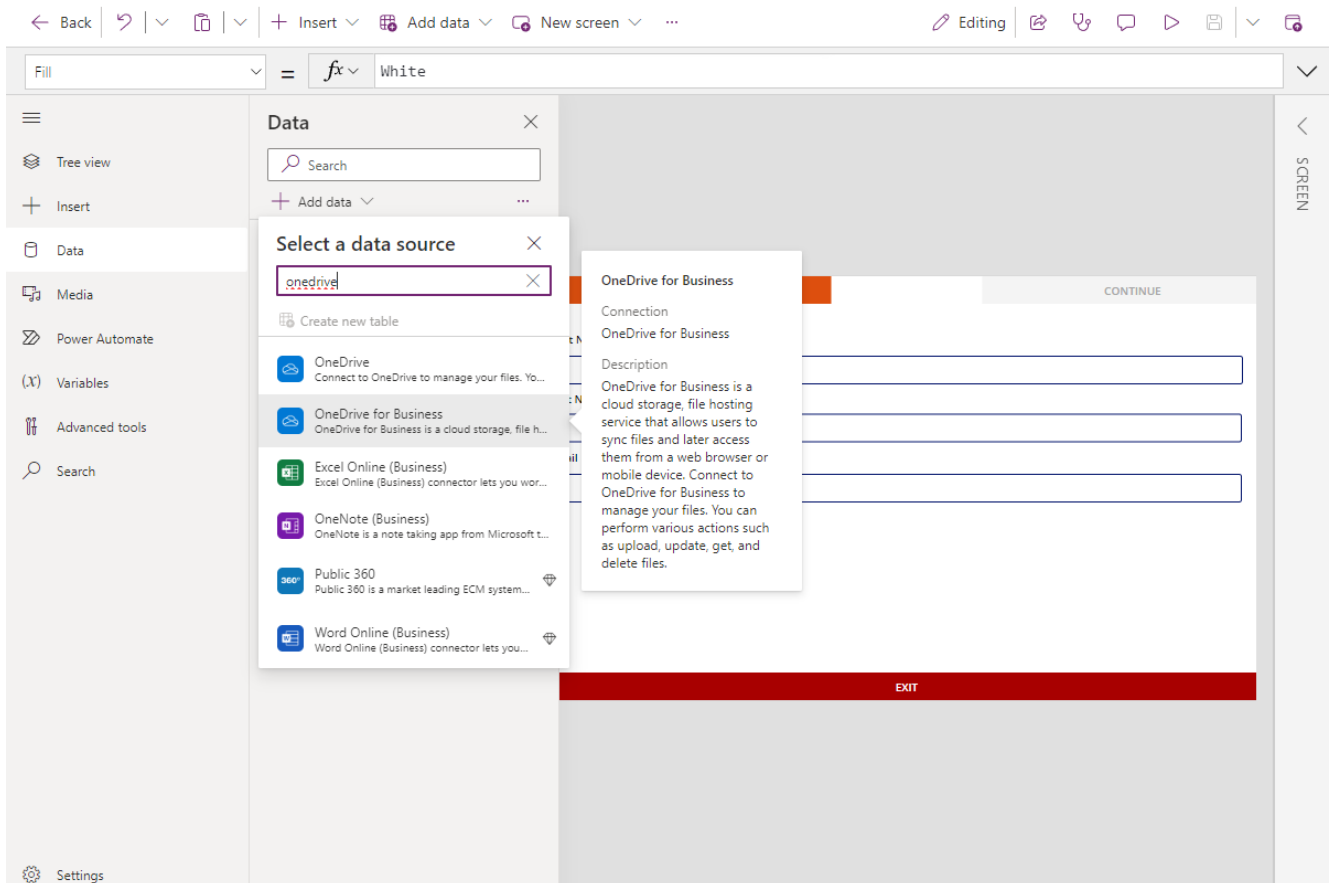 Back
Insert
Add data
New screen
...
Editing
Fill
=
fx
White
Tree view
Insert
Data
Media
Power Automate
(x) Variables
Advanced tools
Search
Settings
Data
Search
Add data
...
Select a data source
onedrive
Create new table
OneDrive
Connect to OneDrive to manage your files. Yo...
OneDrive for Business
OneDrive for Business is a cloud storage, file h...
Excel Online (Business)
Excel Online (Business) connector lets you wor...
OneNote (Business)
OneNote is a note taking app from Microsoft t...
360°
Public 360
Public 360 is a market leading ECM system...
Word Online (Business)
Word Online (Business) connector lets you...
OneDrive for Business
Connection
OneDrive for Business
Description
OneDrive for Business is a
cloud storage, file hosting
service that allows users to
sync files and later access
them from a web browser or
mobile device. Connect to
OneDrive for Business to
manage your files. You can
perform various actions such
as upload, update, get, and
delete files.
CONTINUE
EXIT
SCREEN